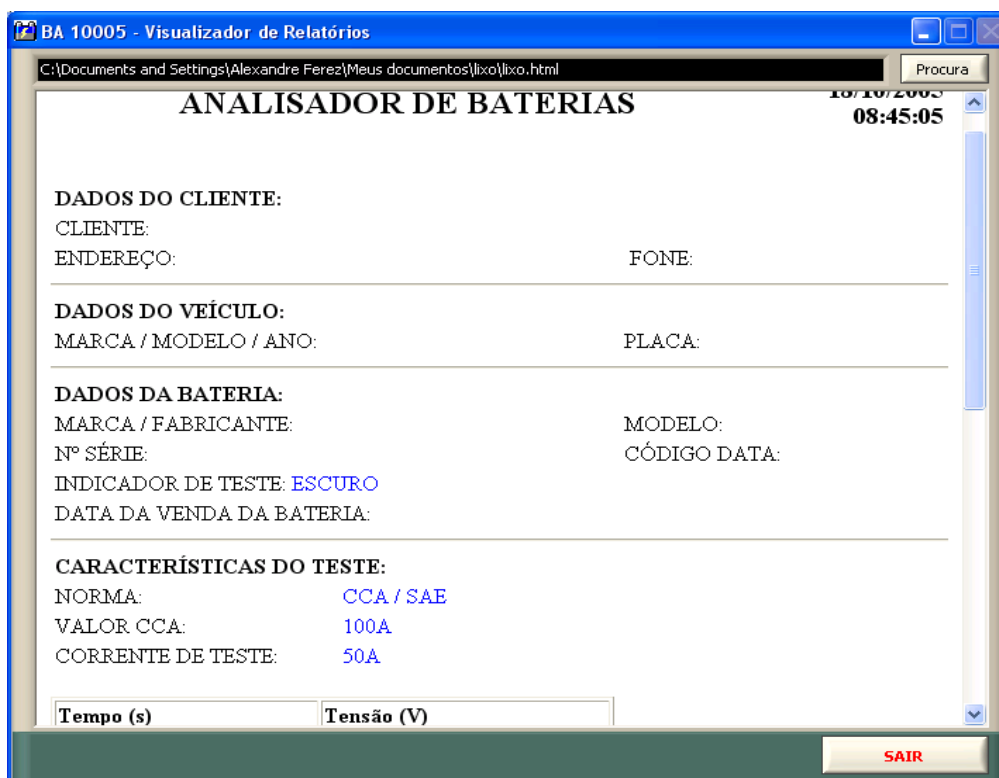 BA 10005 - Visualizador de Relatórios
C:\Documents and Settings\Alexandre Ferez\Meus documentos\lixo\lixo.html
Procura
ANALISADOR DE BATERIAS 18/10/2005
08:45:05
DADOS DO CLIENTE:
CLIENTE:
ENDEREÇO: FONE:
DADOS DO VEÍCULO:
MARCA / MODELO / ANO: PLACA:
DADOS DA BATERIA:
MARCA / FABRICANTE: MODELO:
Nº SÉRIE: CÓDIGO DATA:
INDICADOR DE TESTE: ESCURO
DATA DA VENDA DA BATERIA:
CARACTERÍSTICAS DO TESTE:
NORMA: CCA / SAE
VALOR CCA: 100A
CORRENTE DE TESTE: 50A
Tempo (s) Tensão (V)
SAIR